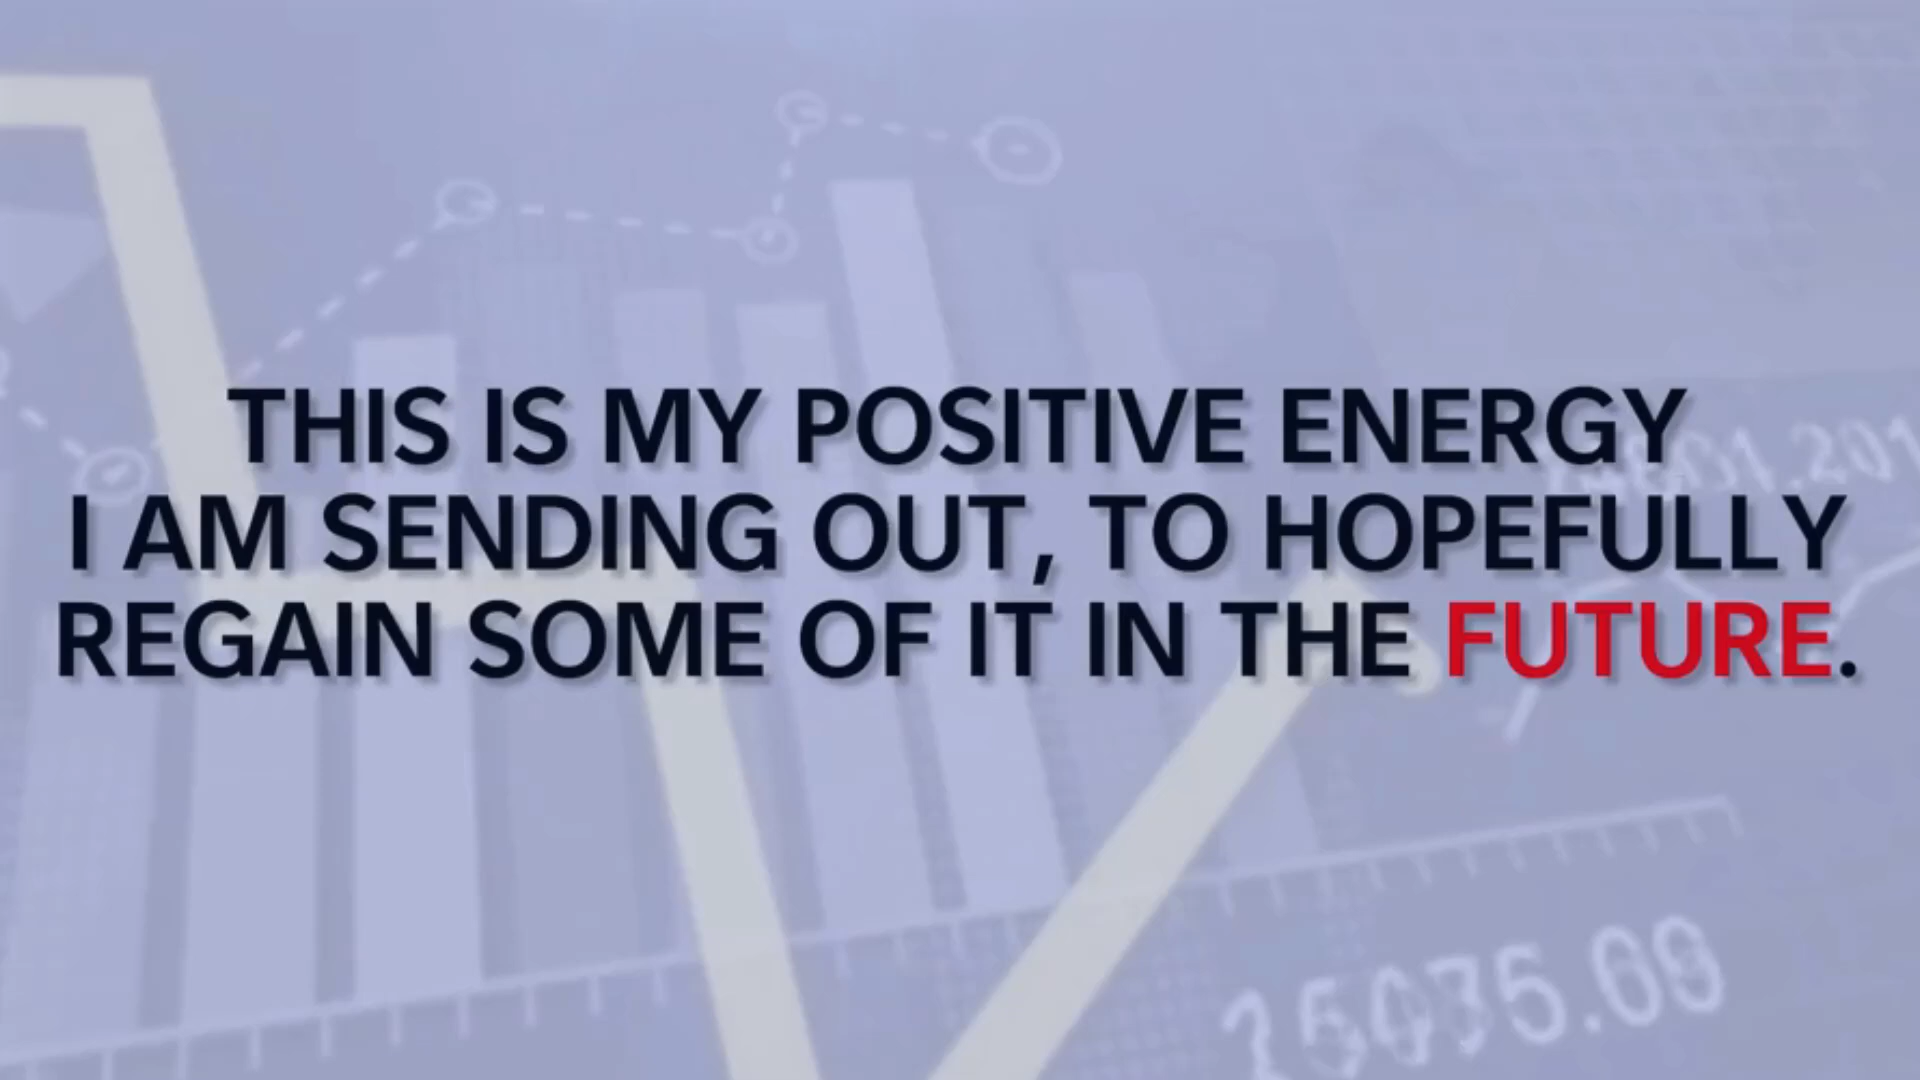 THIS IS MY POSITIVE ENERGY
I AM SENDING OUT, TO HOPEFULLY
REGAIN SOME OF IT IN THE FUTURE.